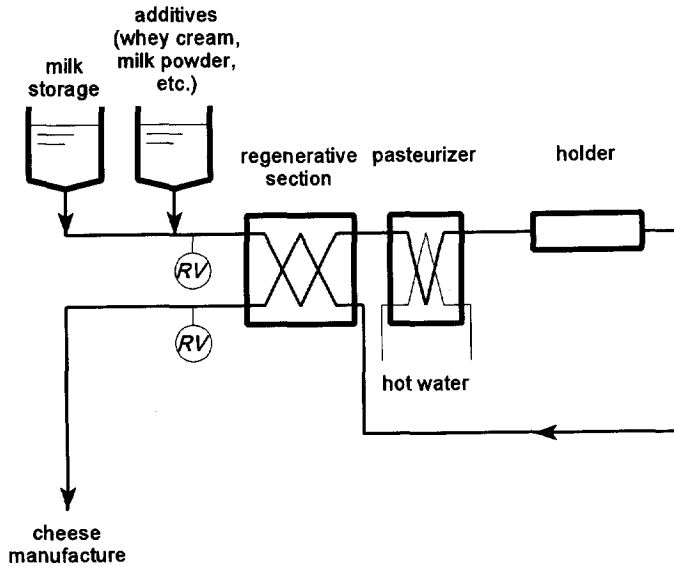 additives
(whey cream,
milk powder,
etc.)
milk
storage
regenerative
section
pasteurizer
holder
RV
RV
hot water
cheese
manufacture